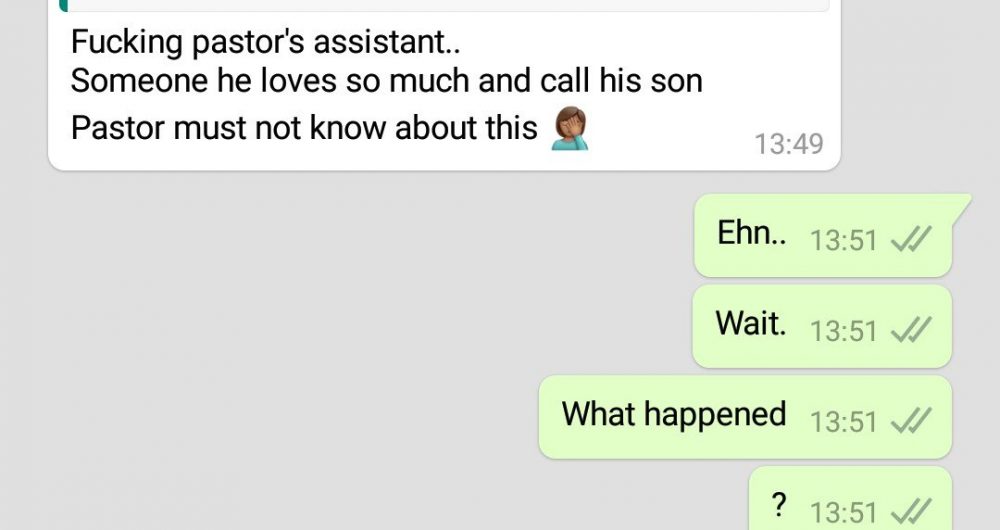 Fucking pastor's assistant..
Someone he loves so much and call his son
Pastor must not know about this 🤦🏾‍♀️
13:49
Ehn.. 13:51
Wait. 13:51
What happened 13:51
? 13:51